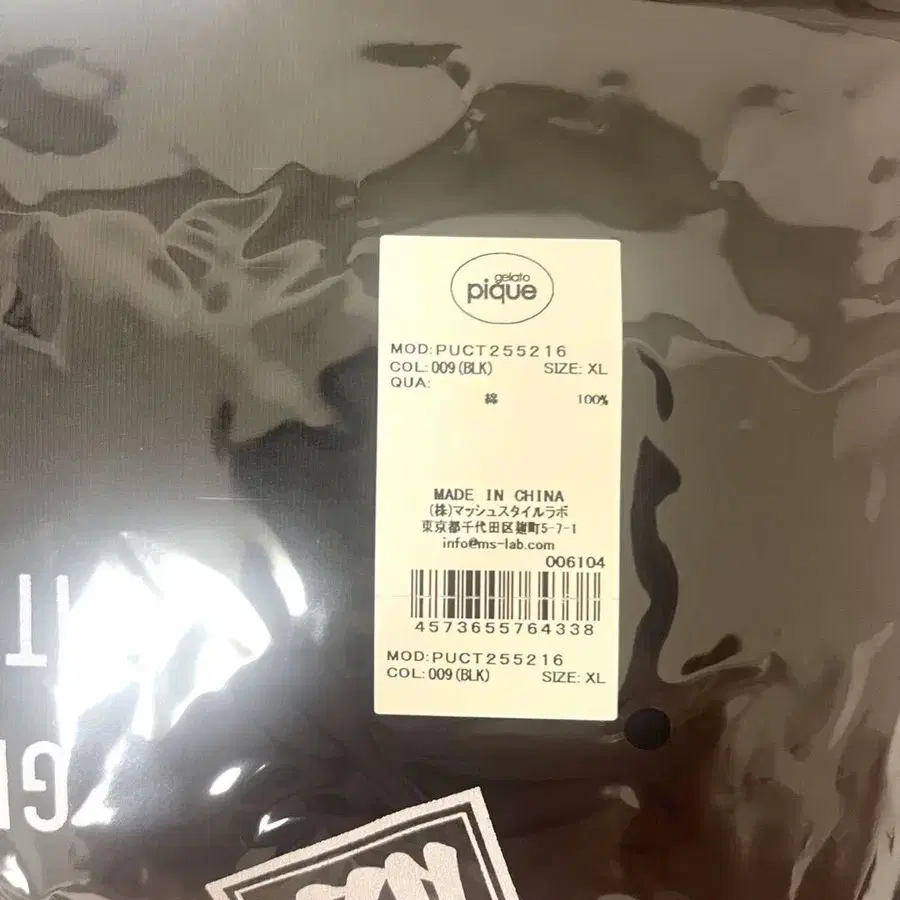 gelato
pique
MOD:PUCT255216
COL:009(BLK) SIZE: XL
QUA:
綿 100%
MADE IN CHINA
(株)マッシュスタイルラボ
東京都千代田区麹町5-7-1
info@ms-lab.com
006104
4573655764338
MOD:PUCT255216
COL:009(BLK) SIZE: XL
IT